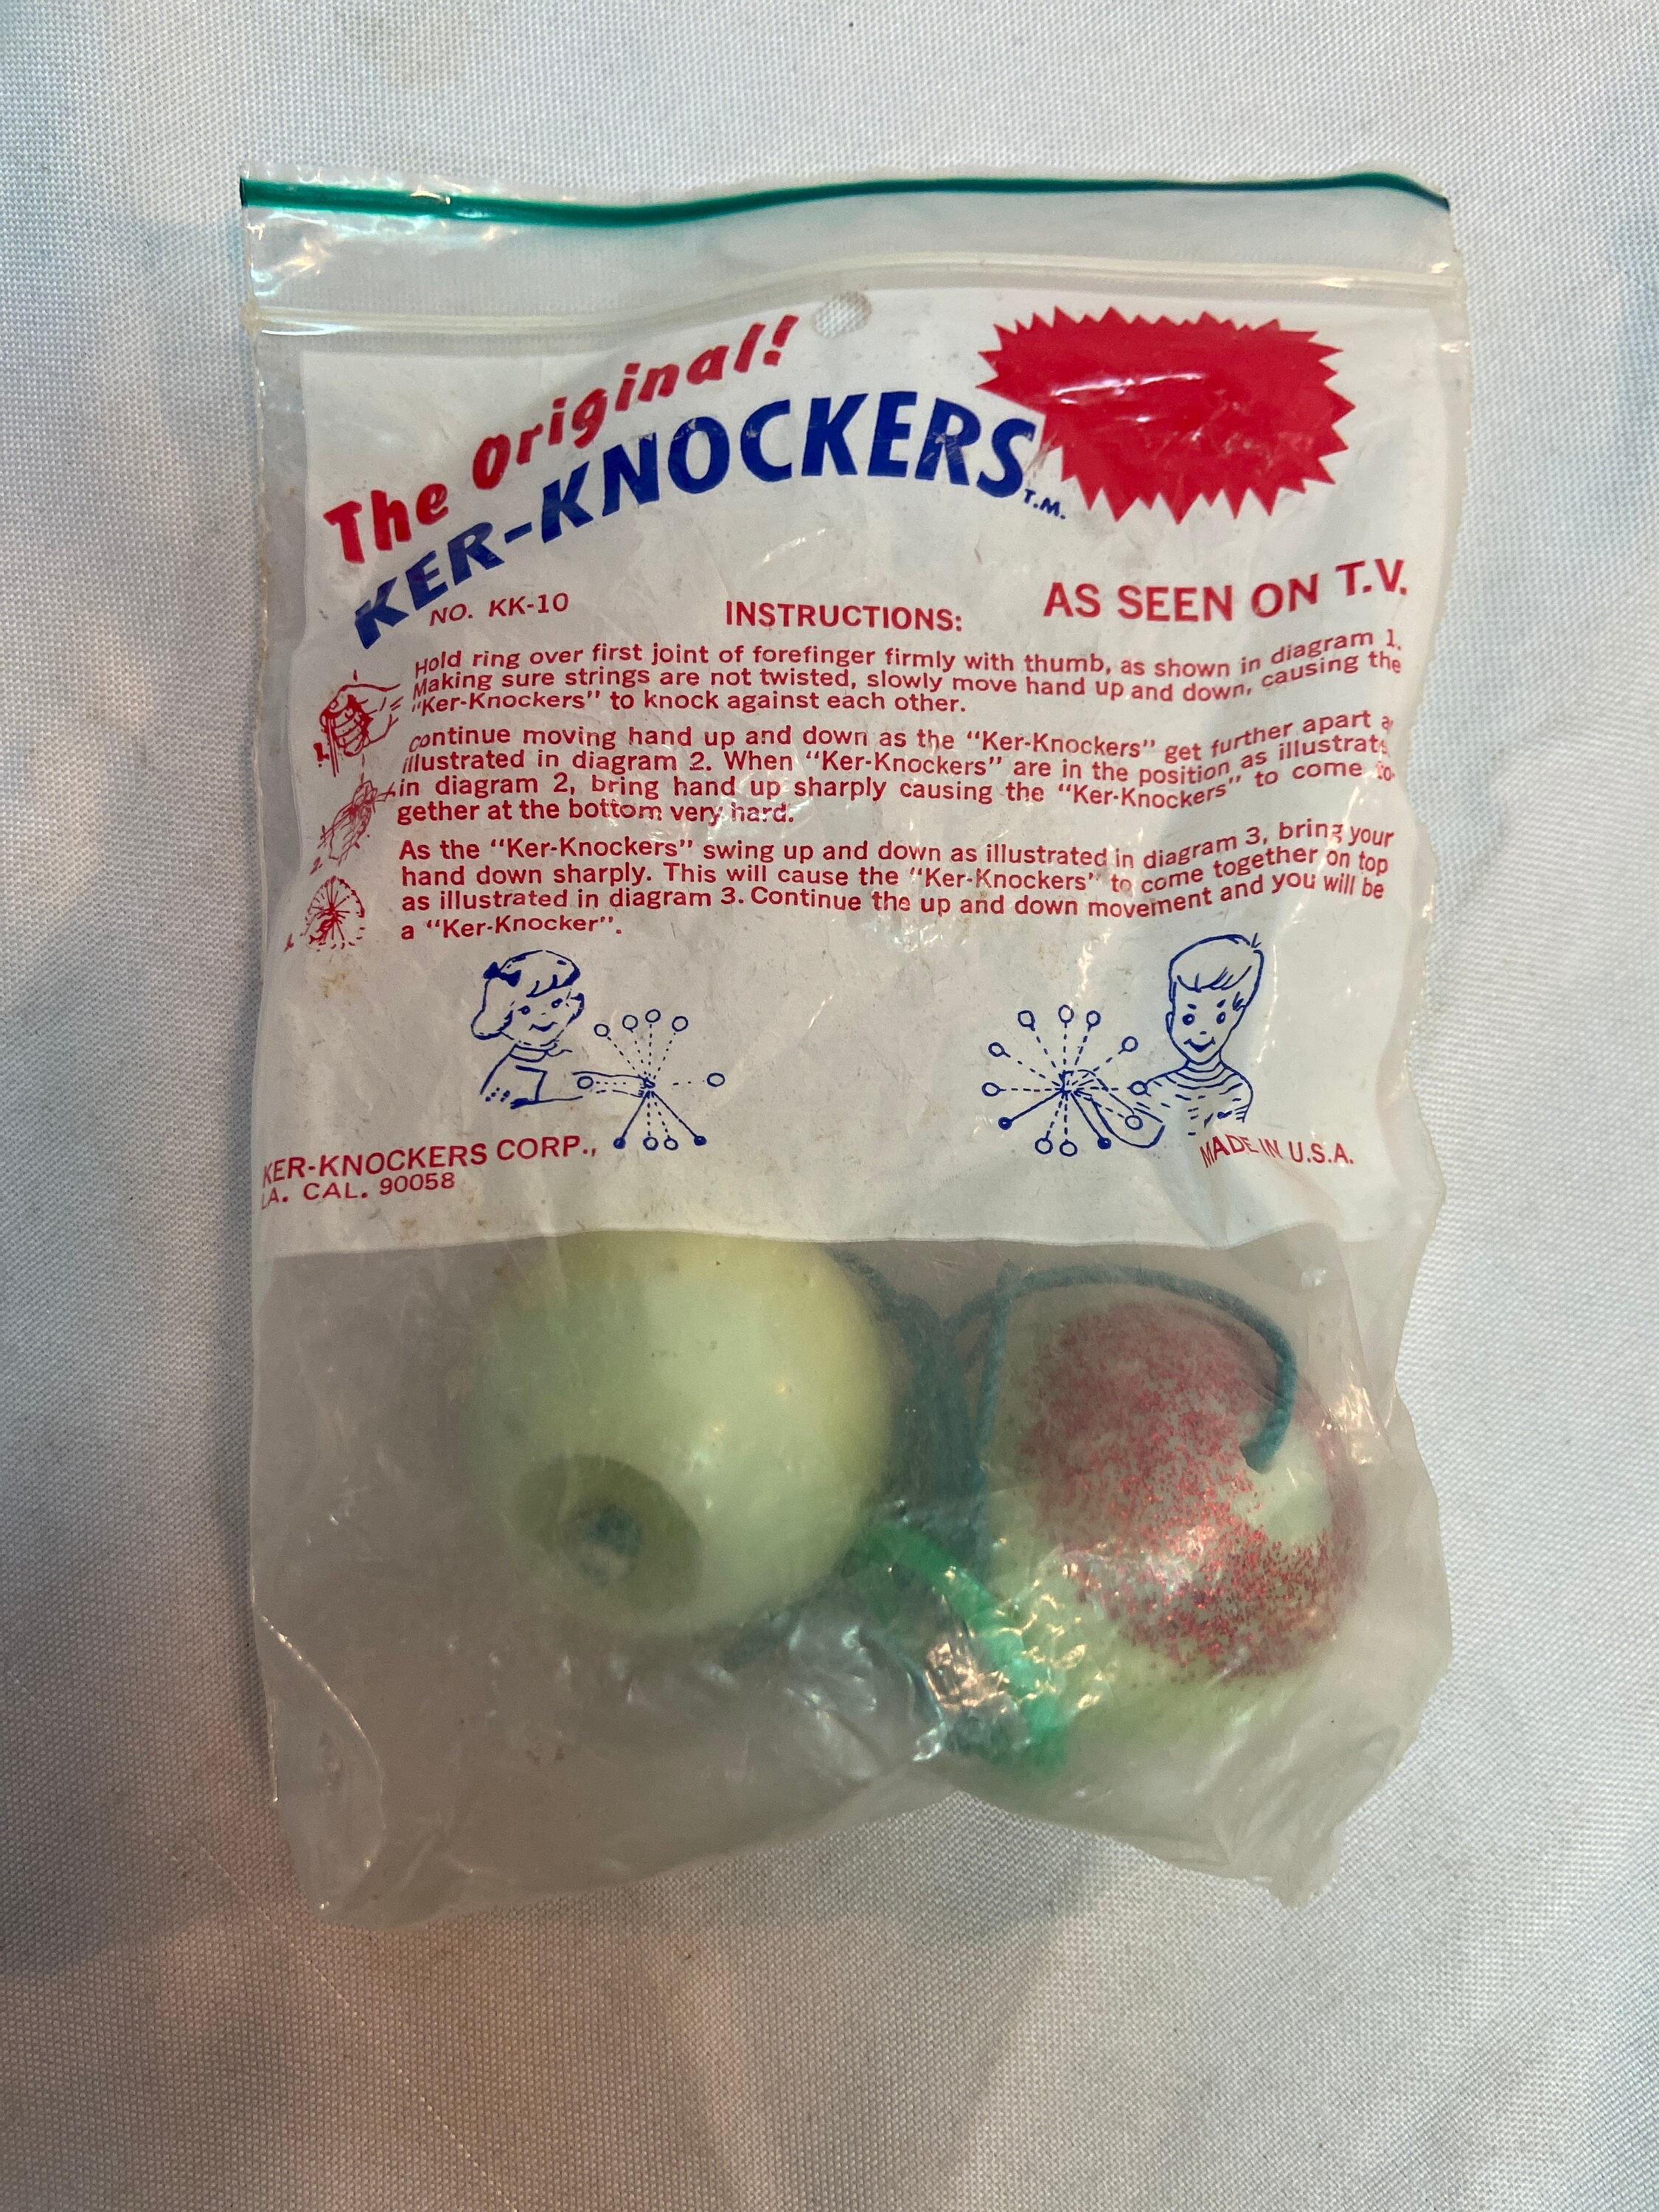 The Original!
KER-KNOCKERS T.M.
NO. KK-10
INSTRUCTIONS:
AS SEEN ON T.V.
Hold ring over first joint of forefinger firmly with thumb, as shown in diagram 1.
Making sure strings are not twisted, slowly move hand up and down, causing the
"Ker-Knockers" to knock against each other.
Continue moving hand up and down as the "Ker-Knockers" get further apart a
illustrated in diagram 2. When "Ker-Knockers" are in the position as illustrat
in diagram 2, bring hand up sharply causing the "Ker-Knockers" to come to-
gether at the bottom very hard.
As the "Ker-Knockers" swing up and down as illustrated in diagram 3, bring your
hand down sharply. This will cause the "Ker-Knockers" to come together on top
as illustrated in diagram 3. Continue the up and down movement and you will be
a "Ker-Knocker".
1.
2.
KER-KNOCKERS CORP.,
LA. CAL. 90058
MADE IN U.S.A.